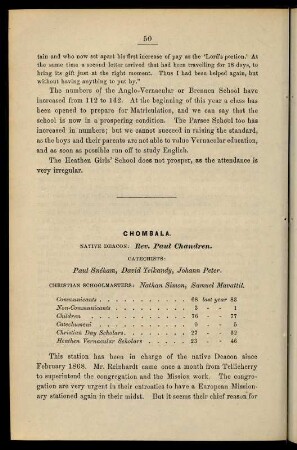 50
tain and who now set apart his first increase of pay as the 'Lord's portion.' At
the same time a second letter arrived that had been travelling for 18 days, to
bring its gift just at the right moment. Thus I had been helped again, but
without having anything to put by."
The numbers of the Anglo-Vernacular or Brennen School have
increased from 112 to 142. At the beginning of this year a class has
been opened to prepare for Matriculation, and we can say that the
school is now in a prospering condition. The Parsee School too has
increased in numbers; but we cannot succeed in raising the standard,
as the boys and their parents are not able to value Vernacular education,
and as soon as possible run off to study English.
The Heathen Girls' School does not prosper, as the attendance is
very irregular.
CHOMBALA.
NATIVE DEACON: Rev. Paul Chandren.
CATECHISTS:
Paul Snéham, David Teikandy, Johann Peter.
CHRISTIAN SCHOOLMASTERS: Nathan Simon, Samuel Mavattil.
Communicants - - - - 68 last year 83
Non-Communicants - - - 3 - - 1
Children - - - - 76 - - 77
Catechumens - - - - 0 - - 5
Christian Day Scholars. - - - 22 - - 32
Heathen Vernacular Scholars - - - 23 - - 46
This station has been in charge of the native Deacon since
February 1868. Mr. Reinhardt came once a month from Tellicherry
to superintend the congregation and the Mission work. The congre-
gation are very urgent in their entreaties to have a European Mission-
ary stationed again in their midst. But it seems their chief reason for